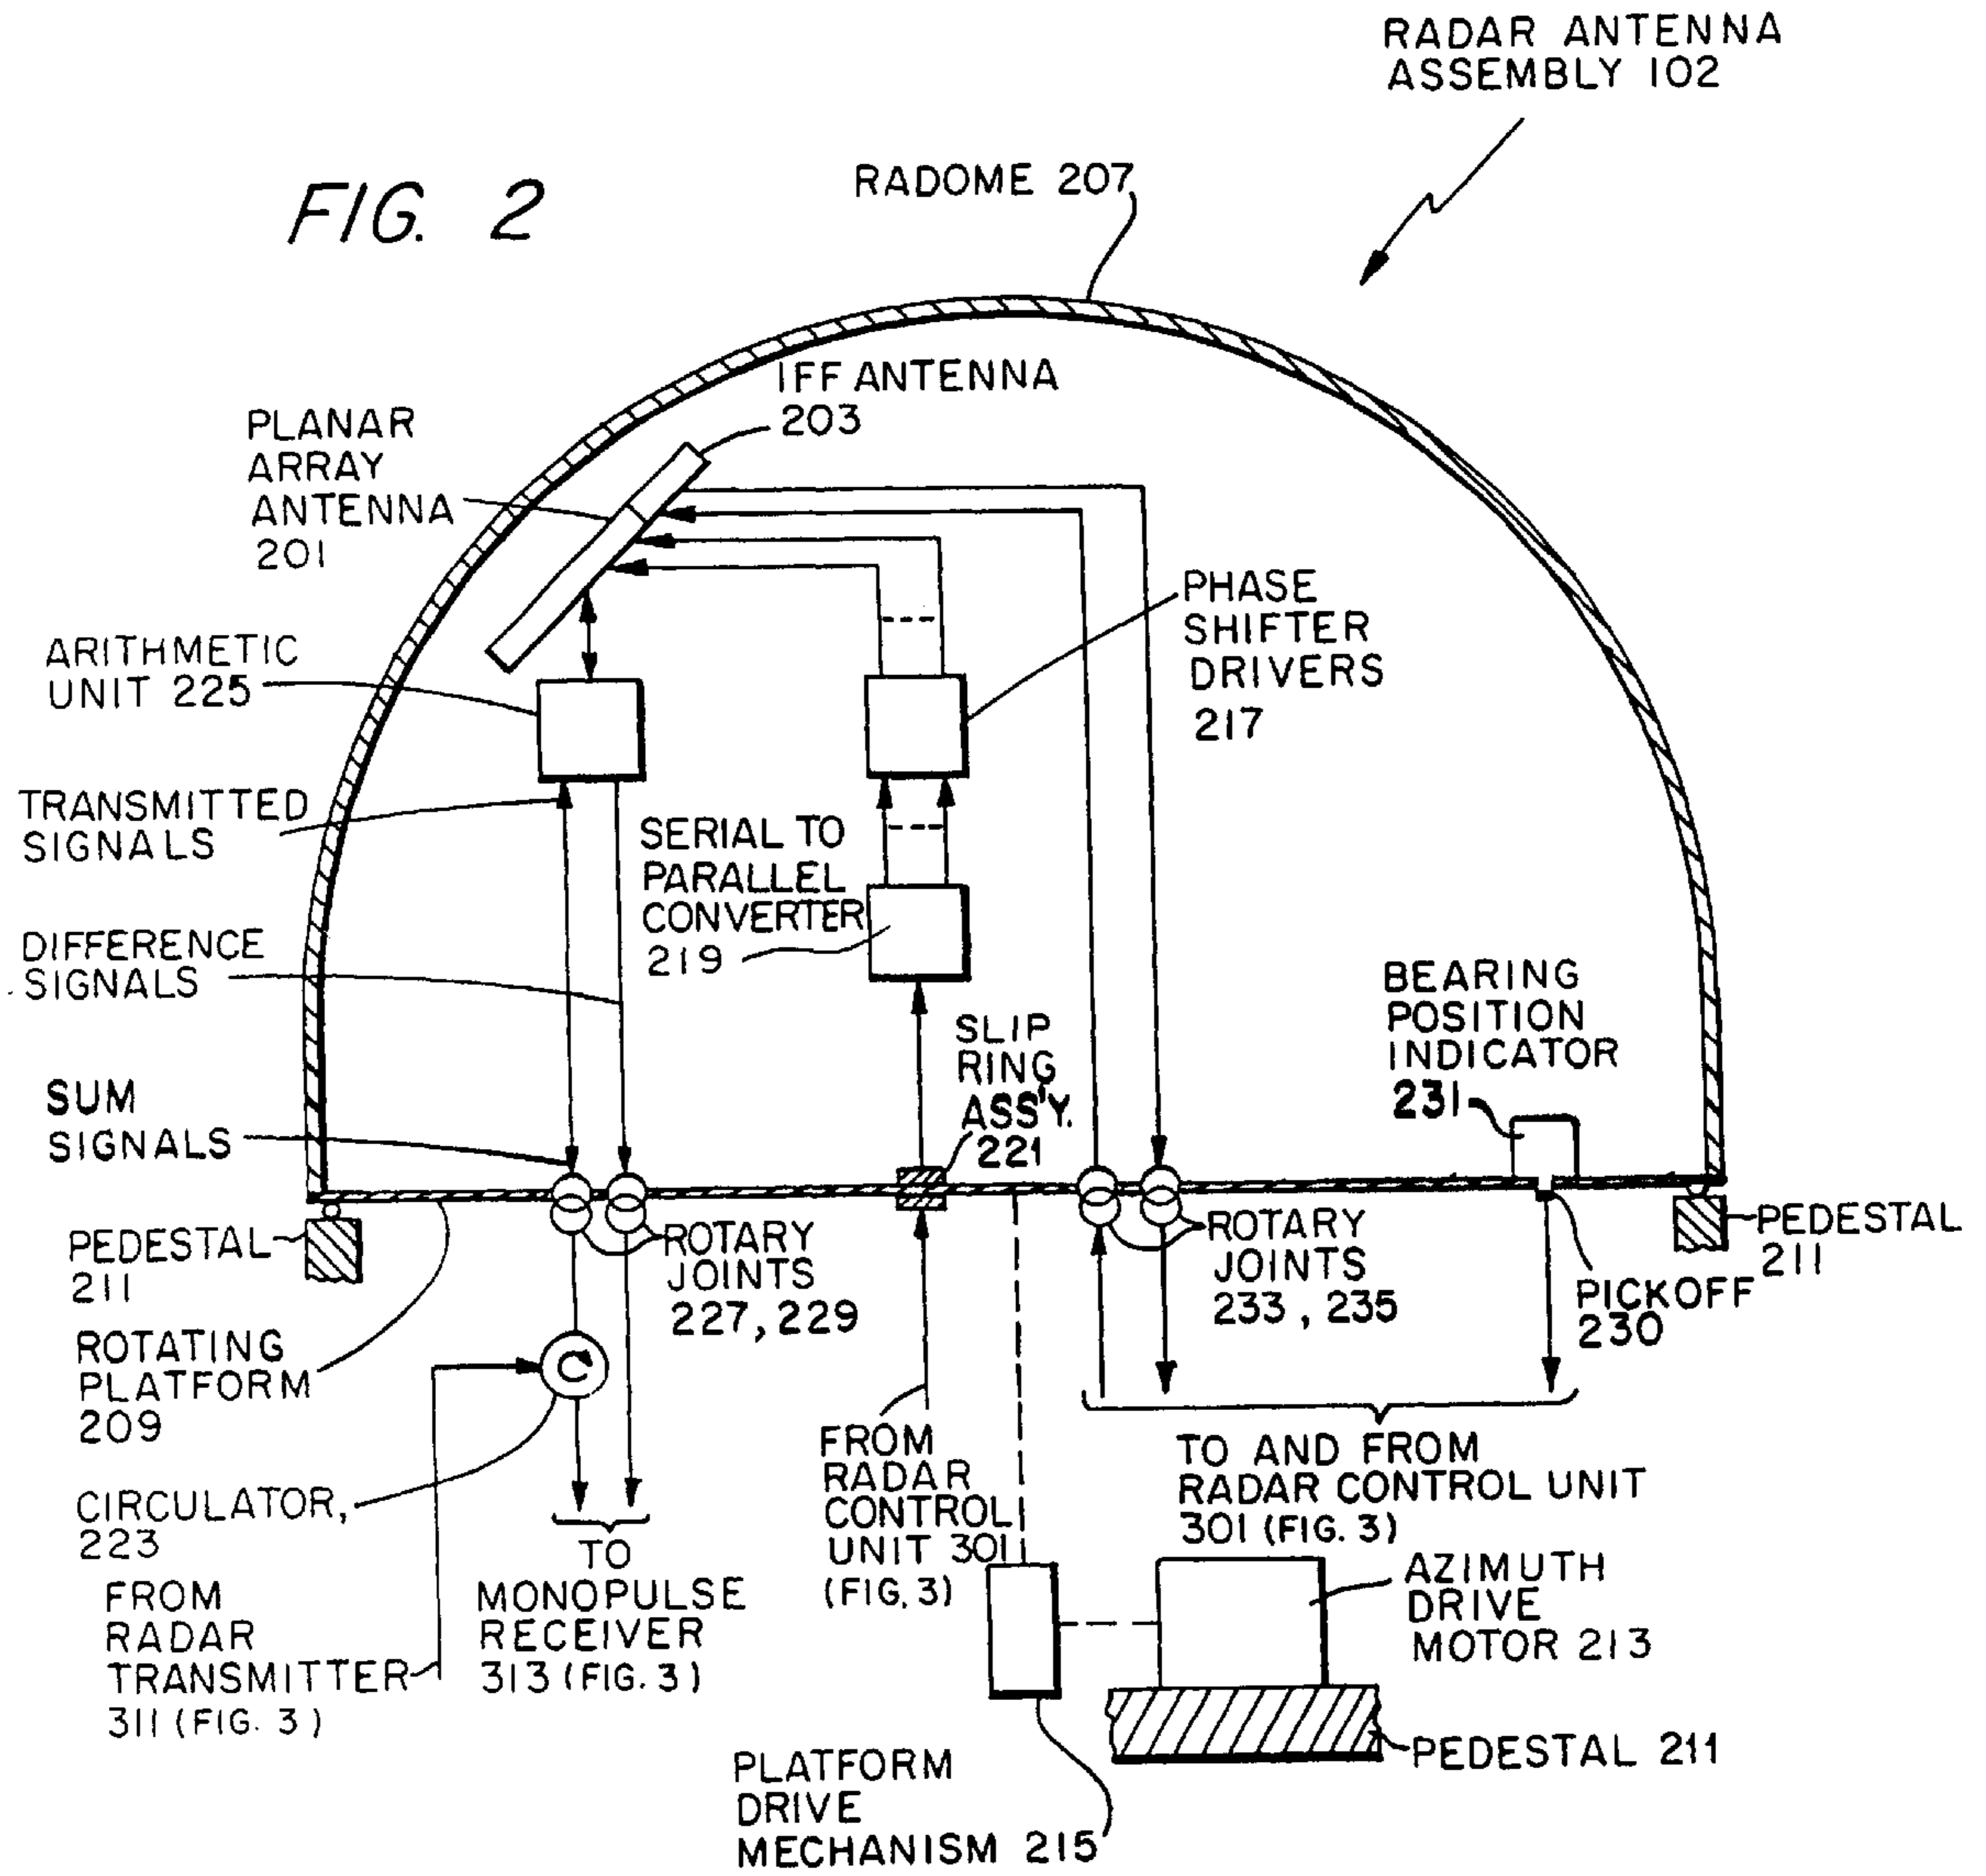 RADAR ANTENNA
ASSEMBLY 102
FIG. 2
RADOME 207
IFF ANTENNA
203
PLANAR
ARRAY
ANTENNA
201
PHASE
SHIFTER
DRIVERS
217
ARITHMETIC
UNIT 225
TRANSMITTED
SIGNALS
SERIAL TO
PARALLEL
CONVERTER
219
DIFFERENCE
SIGNALS
BEARING
POSITION
INDICATOR
231
SLIP
RING
ASS'Y.
221
SUM
SIGNALS
PEDESTAL
211
ROTARY
JOINTS
227, 229
ROTARY
JOINTS
233, 235
PEDESTAL
211
PICKOFF
230
ROTATING
PLATFORM
209
C
FROM
RADAR
CONTROL
UNIT 301
(FIG. 3)
TO AND FROM
RADAR CONTROL UNIT
301 (FIG. 3)
CIRCULATOR,
223
TO
MONOPULSE
RECEIVER
313 (FIG. 3)
FROM
RADAR
TRANSMITTER
311 (FIG. 3)
AZIMUTH
DRIVE
MOTOR 213
PEDESTAL 211
PLATFORM
DRIVE
MECHANISM 215